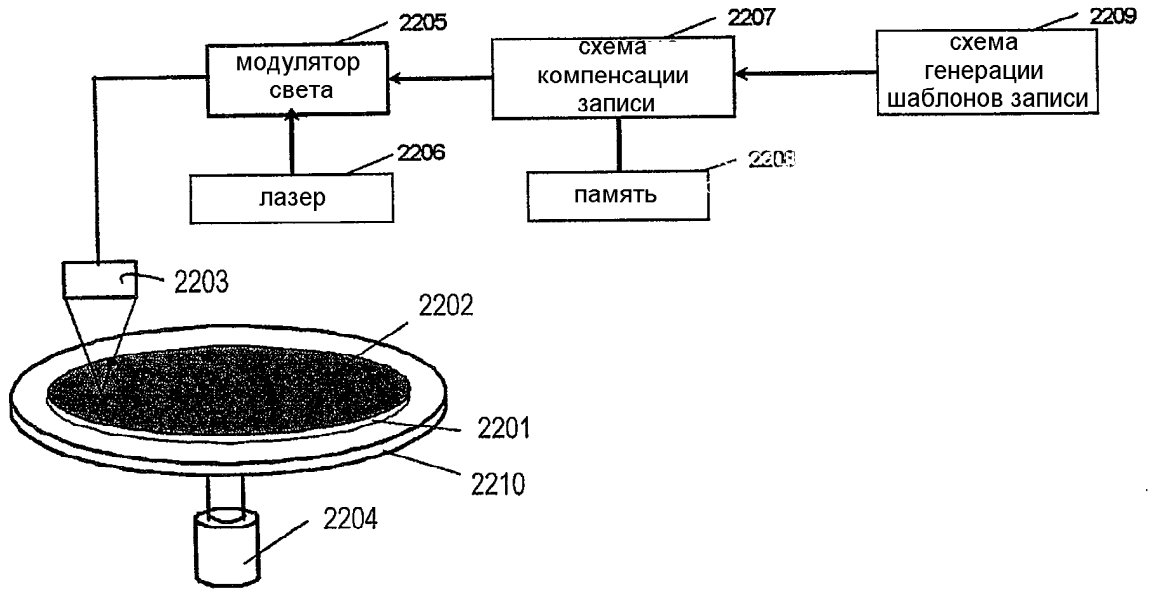 2205
модулятор
света
2207
схема
компенсации
записи
2209
схема
генерации
шаблонов записи
2206
лазер
2208
память
2203
2202
2201
2210
2204